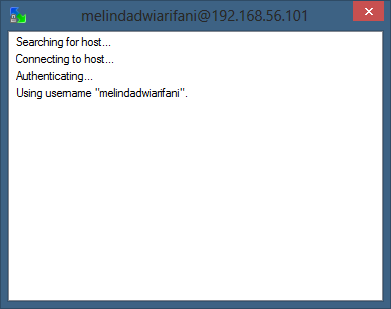 melindadwiarifani@192.168.56.101
Searching for host...
Connecting to host...
Authenticating...
Using username "melindadwiarifani".